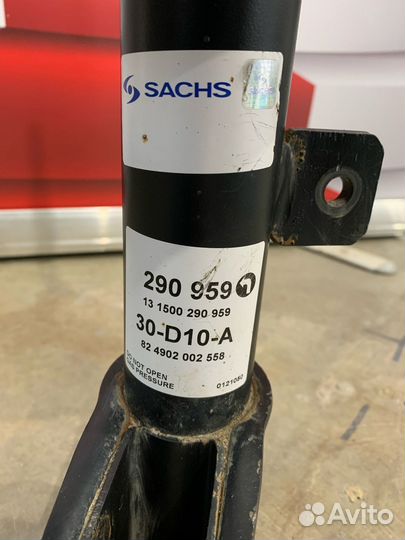 SACHS
290 959
13 1500 290 959
30-D10-A
82 4902 002 558
DO NOT OPEN
GAS PRESSURE
0121080
Avito